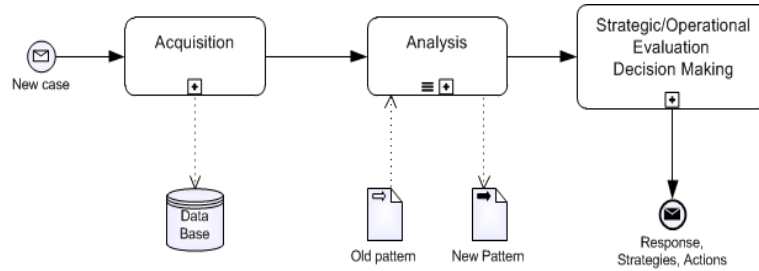 New case
Acquisition
Analysis
Strategic/Operational
Evaluation
Decision Making
Data
Base
Old pattern
New Pattern
Response,
Strategies, Actions